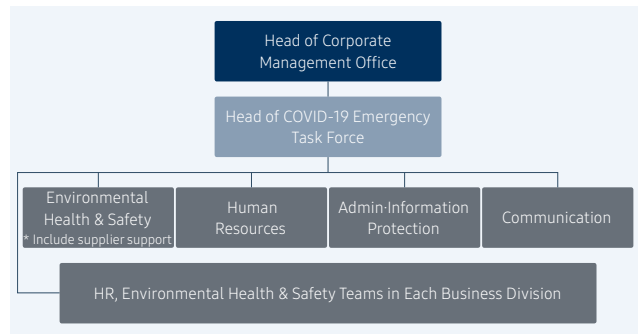 Head of Corporate
Management Office
Head of COVID-19 Emergency
Task Force
Environmental
Health & Safety
* Include supplier support
Human
Resources
Admin·Information
Protection
Communication
HR, Environmental Health & Safety Teams in Each Business Division